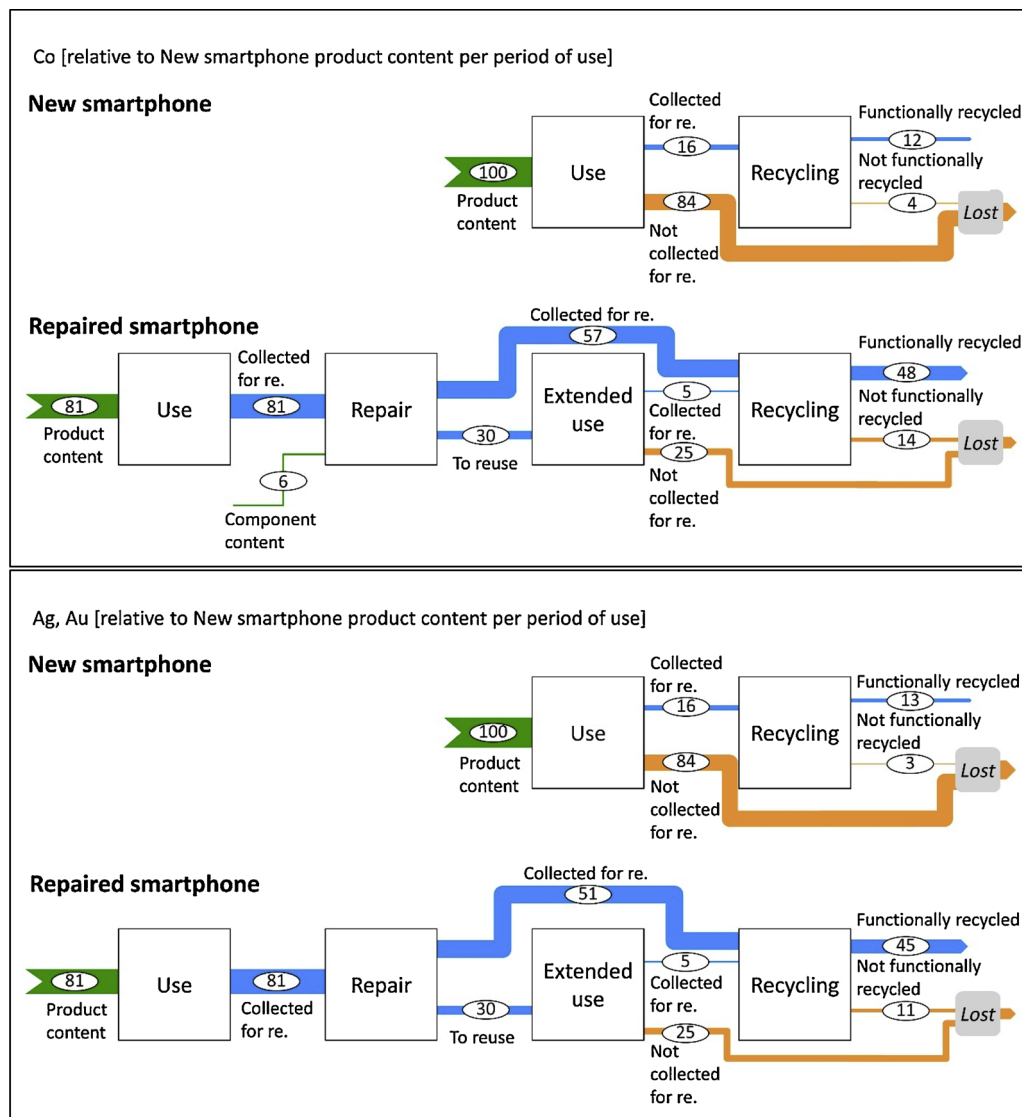 Co [relative to New smartphone product content per period of use]
New smartphone
100
Product
content
Use
Collected
for re.
16
84
Not
collected
for re.
Recycling
Functionally recycled
12
Not functionally
recycled
4
Lost
Repaired smartphone
81
Product
content
Use
Collected
for re.
81
6
Component
content
Repair
Collected for re.
57
30
To reuse
Extended
use
5
Collected
for re.
25
Not
collected
for re.
Recycling
Functionally recycled
48
Not functionally
recycled
14
Lost
Ag, Au [relative to New smartphone product content per period of use]
New smartphone
100
Product
content
Use
Collected
for re.
16
84
Not
collected
for re.
Recycling
Functionally recycled
13
Not functionally
recycled
3
Lost
Repaired smartphone
81
Product
content
Use
81
Collected
for re.
Repair
Collected for re.
51
30
To reuse
Extended
use
5
Collected
for re.
25
Not
collected
for re.
Recycling
Functionally recycled
45
Not functionally
recycled
11
Lost